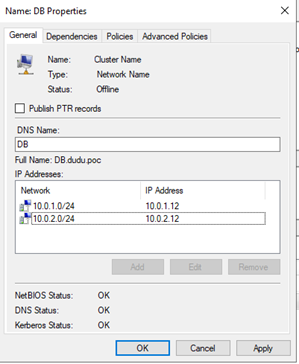 Name: DB Properties
General Dependencies Policies Advanced Policies
Name: Cluster Name
Type: Network Name
Status: Offline
Publish PTR records
DNS Name:
DB
Full Name: DB.dudu.poc
IP Addresses:
Network IP Address
10.0.1.0/24 10.0.1.12
10.0.2.0/24 10.0.2.12
Add Edit Remove
NetBIOS Status: OK
DNS Status: OK
Kerberos Status: OK
OK Cancel Apply